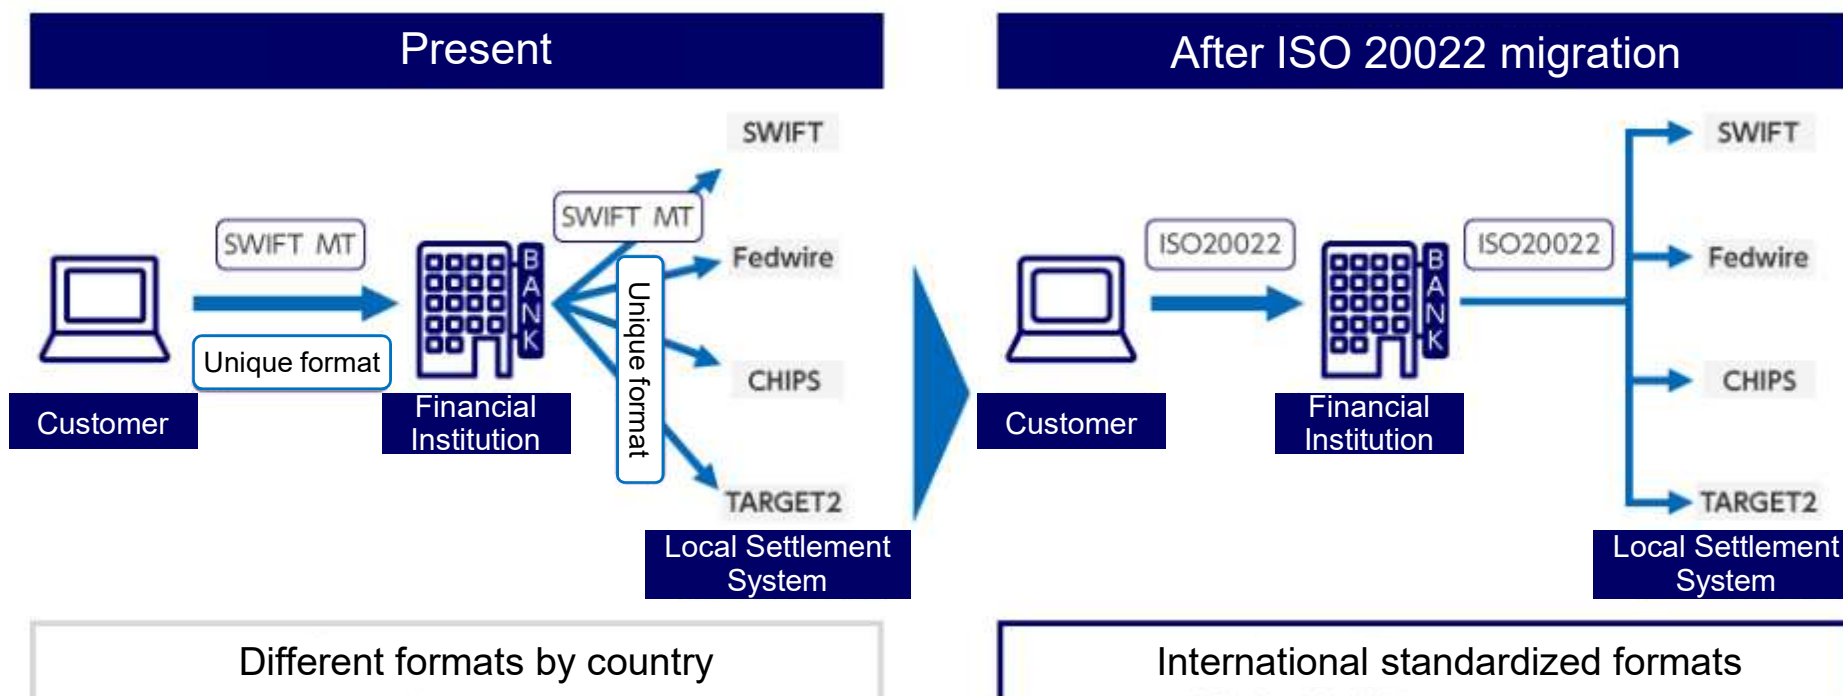 Present
SWIFT
SWIFT MT
SWIFT MT
Fedwire
BANK
Unique format
Unique format
CHIPS
Customer
Financial
Institution
TARGET2
Local Settlement
System
Different formats by country
After ISO 20022 migration
SWIFT
ISO20022
ISO20022
Fedwire
BANK
CHIPS
Customer
Financial
Institution
TARGET2
Local Settlement
System
International standardized formats